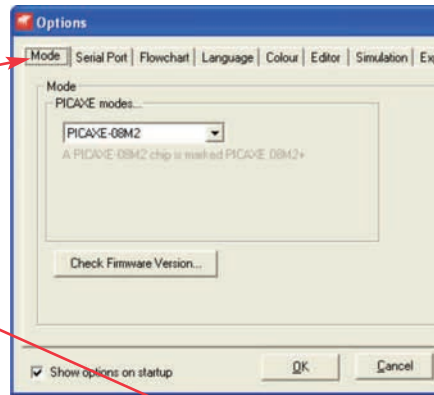 Options
Mode Serial Port Flowchart Language Colour Editor Simulation
Mode
PICAXE modes...
PICAXE-08M2
A PICAXE-08M2 chip is marked PICAXE 08M2+
Check Firmware Version...
Show options on startup
OK Cancel